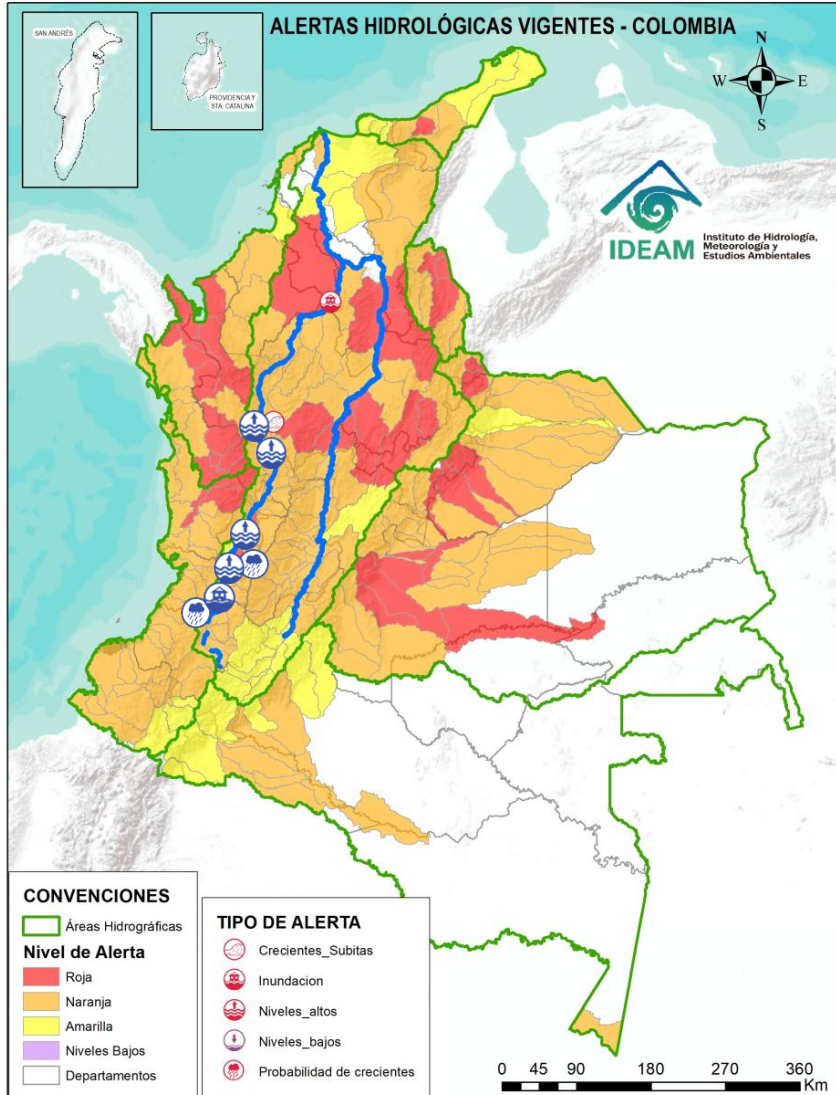 ALERTAS HIDROLÓGICAS VIGENTES - COLOMBIA
SAN ANDRÉS
PROVIDENCIA Y
STA. CATALINA
N
W
E
S
IDEAM
Instituto de Hidrología,
Meteorología y
Estudios Ambientales
CONVENCIONES
Áreas Hidrográficas
Nivel de Alerta
Roja
Naranja
Amarilla
Niveles Bajos
Departamentos
TIPO DE ALERTA
Crecientes_Subitas
Inundacion
Niveles_altos
Niveles_bajos
Probabilidad de crecientes
0 45 90 180 270 360
Km